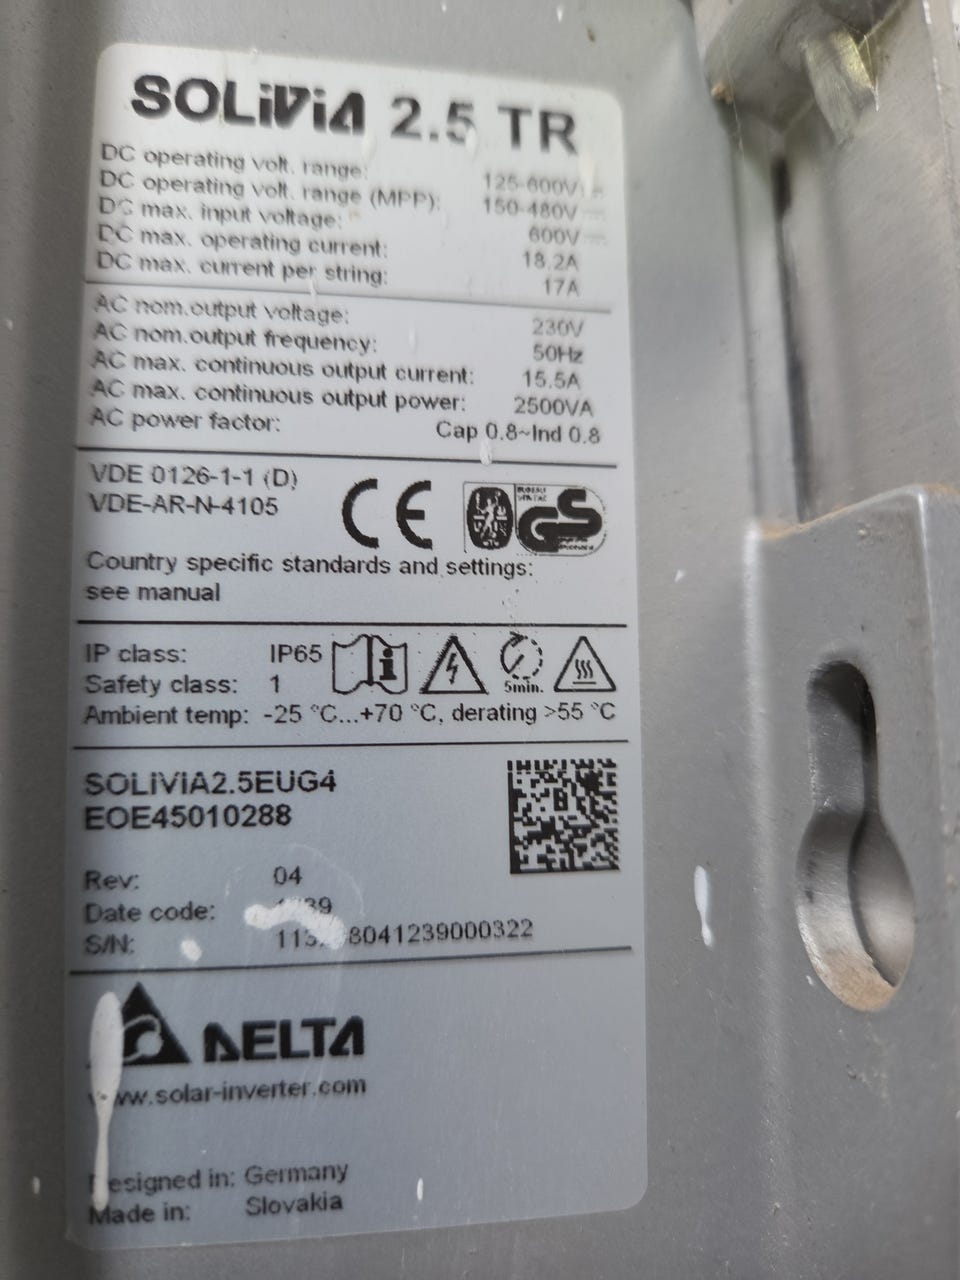 SOLiViA 2.5 TR
DC operating volt. range: 125-600V
DC operating volt. range (MPP): 150-480V
DC max. input voltage: 600V
DC max. operating current: 18.2A
DC max. current per string: 17A
AC nom.output voltage: 230V
AC nom.output frequency: 50Hz
AC max. continuous output current: 15.5A
AC max. continuous output power: 2500VA
AC power factor: Cap 0.8~Ind 0.8
VDE 0126-1-1 (D)
VDE-AR-N-4105
CE
GS
Country specific standards and settings:
see manual
IP class: IP65
5min.
Safety class: 1
Ambient temp: -25 °C...+70 °C, derating >55 °C
SOLIVIA2.5EUG4
EOE45010288
Rev: 04
Date code:
S/N:
DELTA
www.solar-inverter.com
Designed in: Germany
Made in: Slovakia